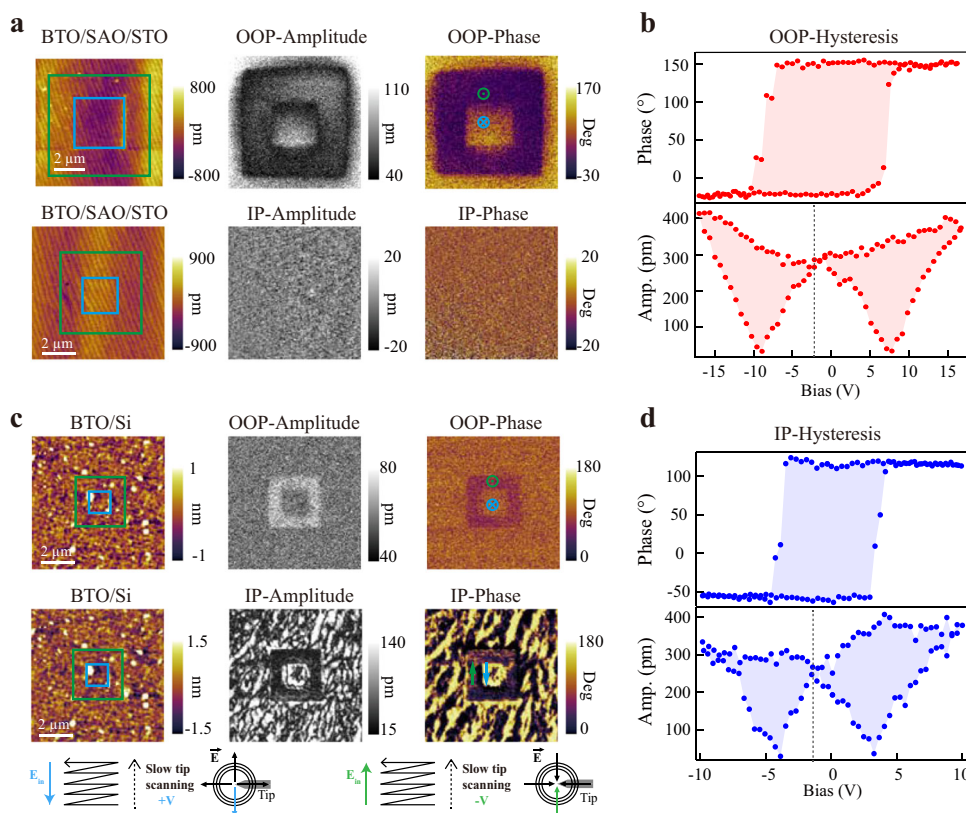 a
BTO/SAO/STO
OOP-Amplitude
OOP-Phase
2 μm
800
pm
-800
110
pm
40
170
Deg
-30
BTO/SAO/STO
IP-Amplitude
IP-Phase
2 μm
900
pm
-900
20
pm
-20
20
Deg
-20
b
OOP-Hysteresis
Phase (°)
150
100
50
0
Amp. (pm)
400
300
200
100
-15
-10
-5
0
5
10
15
Bias (V)
c
BTO/Si
OOP-Amplitude
OOP-Phase
2 μm
1
nm
-1
80
pm
40
180
Deg
0
BTO/Si
IP-Amplitude
IP-Phase
2 μm
1.5
nm
-1.5
140
pm
15
180
Deg
0
E_in
Slow tip
scanning
+V
E
Tip
E_in
Slow tip
scanning
-V
E
Tip
d
IP-Hysteresis
Phase (°)
100
50
0
-50
Amp. (pm)
400
300
200
100
-10
-5
0
5
10
Bias (V)